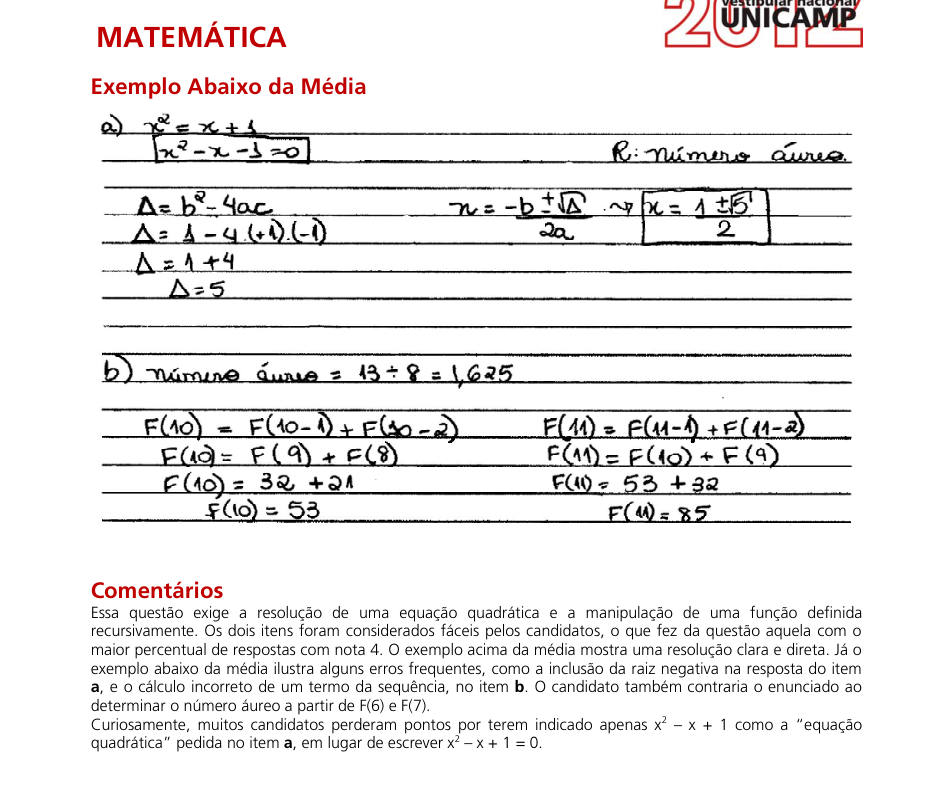 vestibular nacional
2012
UNICAMP
MATEMÁTICA
Exemplo Abaixo da Média
a) x² = x + 1
x² - x - 1 = 0
R: número áureo.
Δ = b² - 4ac
x = -b ± √Δ / 2a ⇝ x = 1 ± √5 / 2
Δ = 1 - 4.(+1).(-1)
Δ = 1 + 4
Δ = 5
b) número áureo = 13 ÷ 8 = 1,625
F(10) = F(10-1) + F(10-2)
F(11) = F(11-1) + F(11-2)
F(10) = F(9) + F(8)
F(11) = F(10) + F(9)
F(10) = 32 + 21
F(11) = 53 + 32
F(10) = 53
F(11) = 85
Comentários
Essa questão exige a resolução de uma equação quadrática e a manipulação de uma função definida
recursivamente. Os dois itens foram considerados fáceis pelos candidatos, o que fez da questão aquela com o
maior percentual de respostas com nota 4. O exemplo acima da média mostra uma resolução clara e direta. Já o
exemplo abaixo da média ilustra alguns erros frequentes, como a inclusão da raiz negativa na resposta do item
a, e o cálculo incorreto de um termo da sequência, no item b. O candidato também contraria o enunciado ao
determinar o número áureo a partir de F(6) e F(7).
Curiosamente, muitos candidatos perderam pontos por terem indicado apenas x² – x + 1 como a “equação
quadrática” pedida no item a, em lugar de escrever x² – x + 1 = 0.